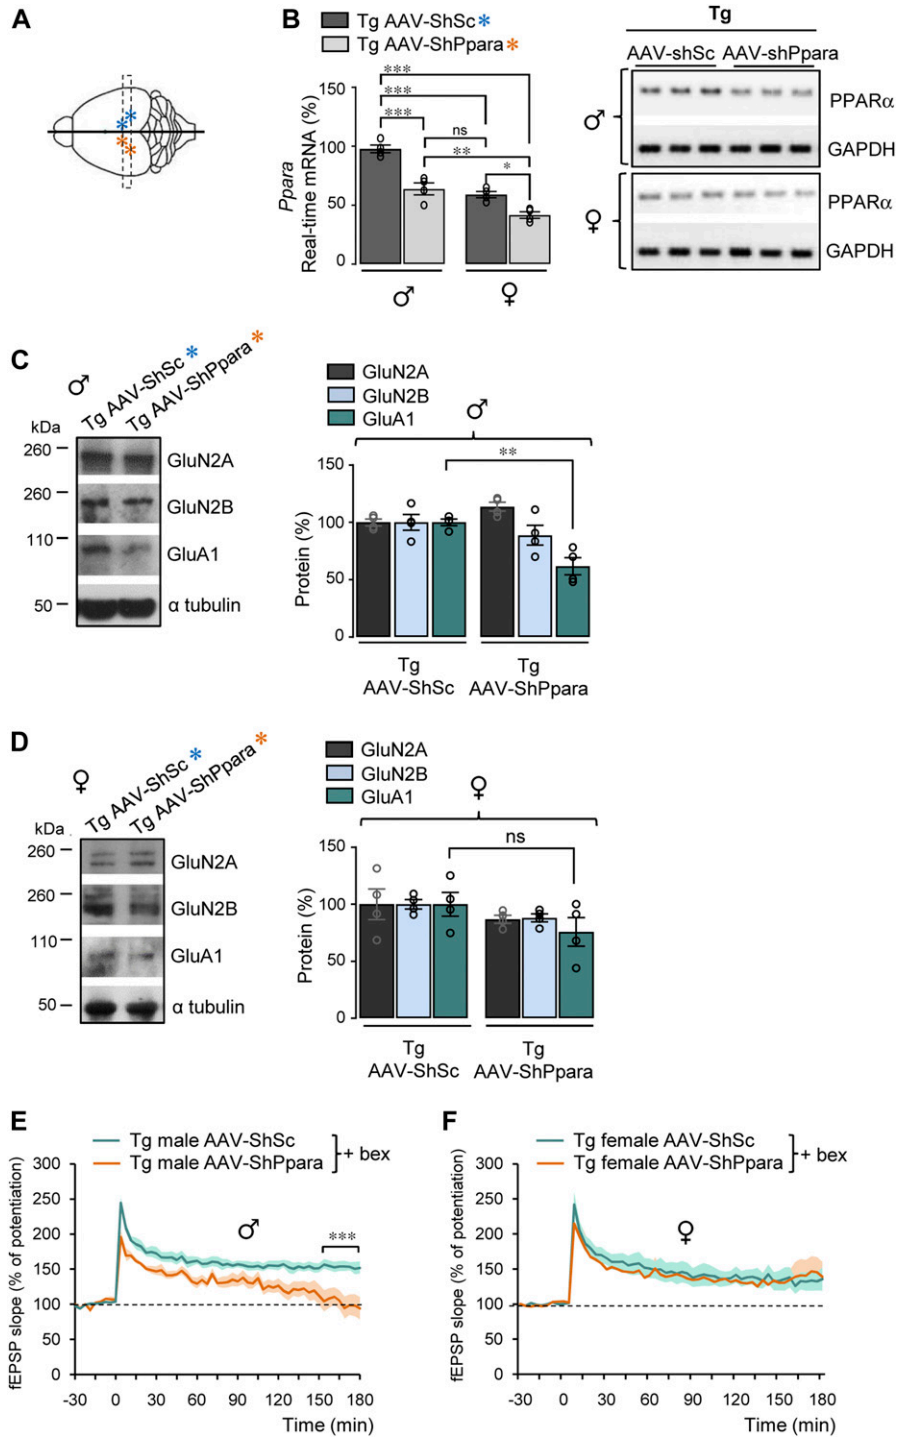 A
B
Tg AAV-ShSc*
Tg AAV-ShPpara*
Ppara
Real-time mRNA (%)
150
100
50
0
***
***
***
ns
**
*
♂
♀
Tg
AAV-shSc AAV-shPpara
♂
PPARα
GAPDH
♀
PPARα
GAPDH
C
♂
Tg AAV-ShSc*
Tg AAV-ShPpara*
kDa
260
GluN2A
260
GluN2B
110
GluA1
50
α tubulin
GluN2A
GluN2B
GluA1
♂
**
Protein (%)
150
100
50
0
Tg
AAV-ShSc
Tg
AAV-ShPpara
D
♀
Tg AAV-ShSc*
Tg AAV-ShPpara*
kDa
260
GluN2A
260
GluN2B
110
GluA1
50
α tubulin
GluN2A
GluN2B
GluA1
♀
ns
Protein (%)
150
100
50
0
Tg
AAV-ShSc
Tg
AAV-ShPpara
E
Tg male AAV-ShSc
Tg male AAV-ShPpara
+ bex
fEPSP slope (% of potentiation)
300
250
200
150
100
50
0
♂
***
-30 0 30 60 90 120 150 180
Time (min)
F
Tg female AAV-ShSc
Tg female AAV-ShPpara
+ bex
fEPSP slope (% of potentiation)
300
250
200
150
100
50
0
♀
-30 0 30 60 90 120 150 180
Time (min)